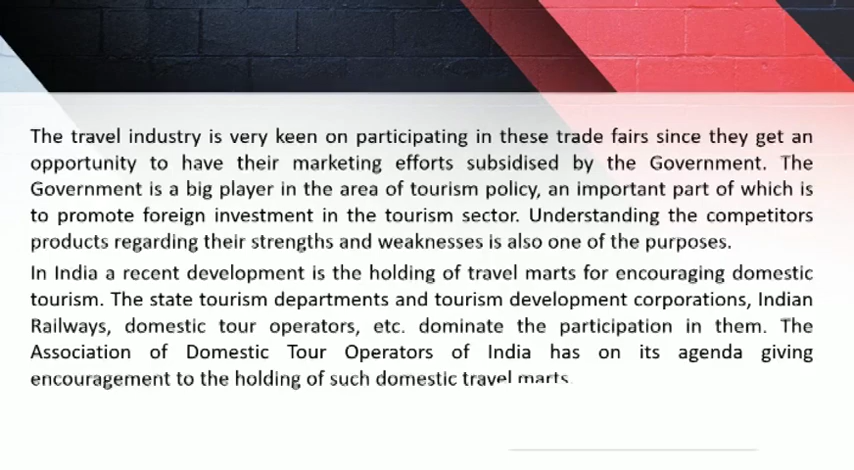 The travel industry is very keen on participating in these trade fairs since they get an
opportunity to have their marketing efforts subsidised by the Government. The
Government is a big player in the area of tourism policy, an important part of which is
to promote foreign investment in the tourism sector. Understanding the competitors
products regarding their strengths and weaknesses is also one of the purposes.
In India a recent development is the holding of travel marts for encouraging domestic
tourism. The state tourism departments and tourism development corporations, Indian
Railways, domestic tour operators, etc. dominate the participation in them. The
Association of Domestic Tour Operators of India has on its agenda giving
encouragement to the holding of such domestic travel marts.